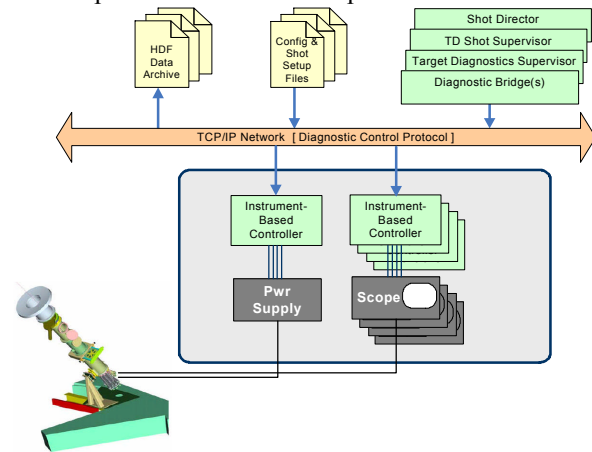 HDF
Data
Archive
Config &
Shot
Setup
Files
Shot Director
TD Shot Supervisor
Target Diagnostics Supervisor
Diagnostic Bridge(s)
TCP/IP Network [ Diagnostic Control Protocol ]
Instrument-
Based
Controller
Instrument-
Based
Controller
Pwr
Supply
Scope